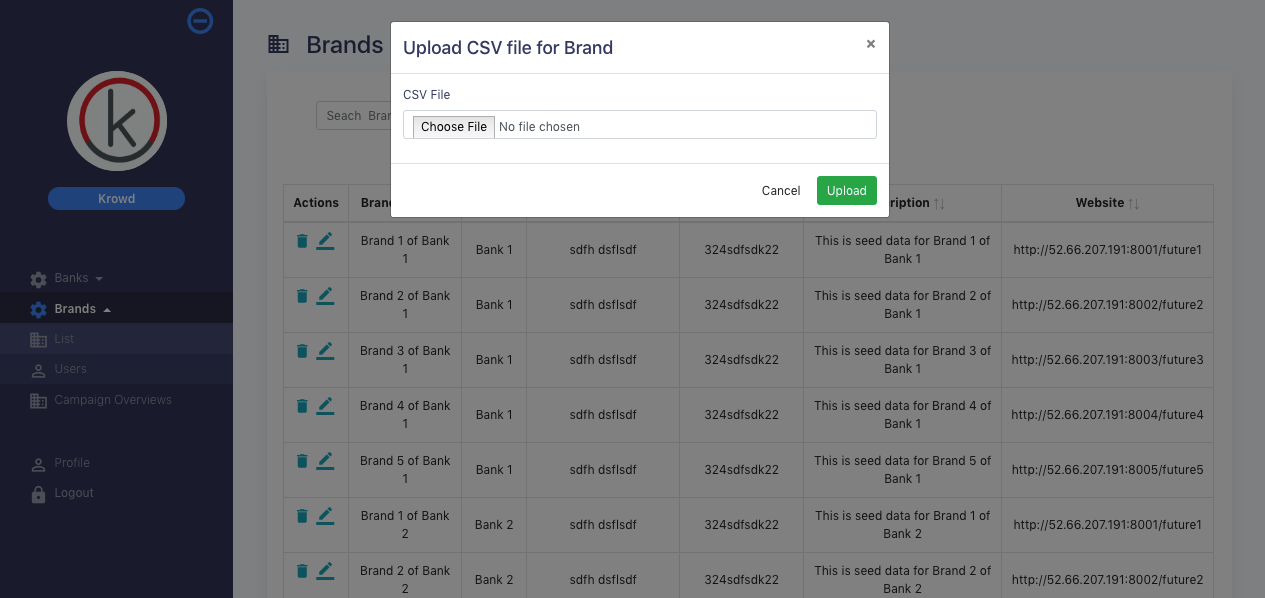 Brands
Upload CSV file for Brand
×
CSV File
Choose File No file chosen
Cancel
Upload
Seach Bran
k
Krowd
Banks
Brands
List
Users
Campaign Overviews
Profile
Logout
Actions Bran ription Website
Brand 1 of Bank 1 Bank 1 sdfh dsflsdf 324sdfsdk22 This is seed data for Brand 1 of Bank 1 http://52.66.207.191:8001/future1
Brand 2 of Bank 1 Bank 1 sdfh dsflsdf 324sdfsdk22 This is seed data for Brand 2 of Bank 1 http://52.66.207.191:8002/future2
Brand 3 of Bank 1 Bank 1 sdfh dsflsdf 324sdfsdk22 This is seed data for Brand 3 of Bank 1 http://52.66.207.191:8003/future3
Brand 4 of Bank 1 Bank 1 sdfh dsflsdf 324sdfsdk22 This is seed data for Brand 4 of Bank 1 http://52.66.207.191:8004/future4
Brand 5 of Bank 1 Bank 1 sdfh dsflsdf 324sdfsdk22 This is seed data for Brand 5 of Bank 1 http://52.66.207.191:8005/future5
Brand 1 of Bank 2 Bank 2 sdfh dsflsdf 324sdfsdk22 This is seed data for Brand 1 of Bank 2 http://52.66.207.191:8001/future1
Brand 2 of Bank 2 Bank 2 sdfh dsflsdf 324sdfsdk22 This is seed data for Brand 2 of Bank 2 http://52.66.207.191:8002/future2